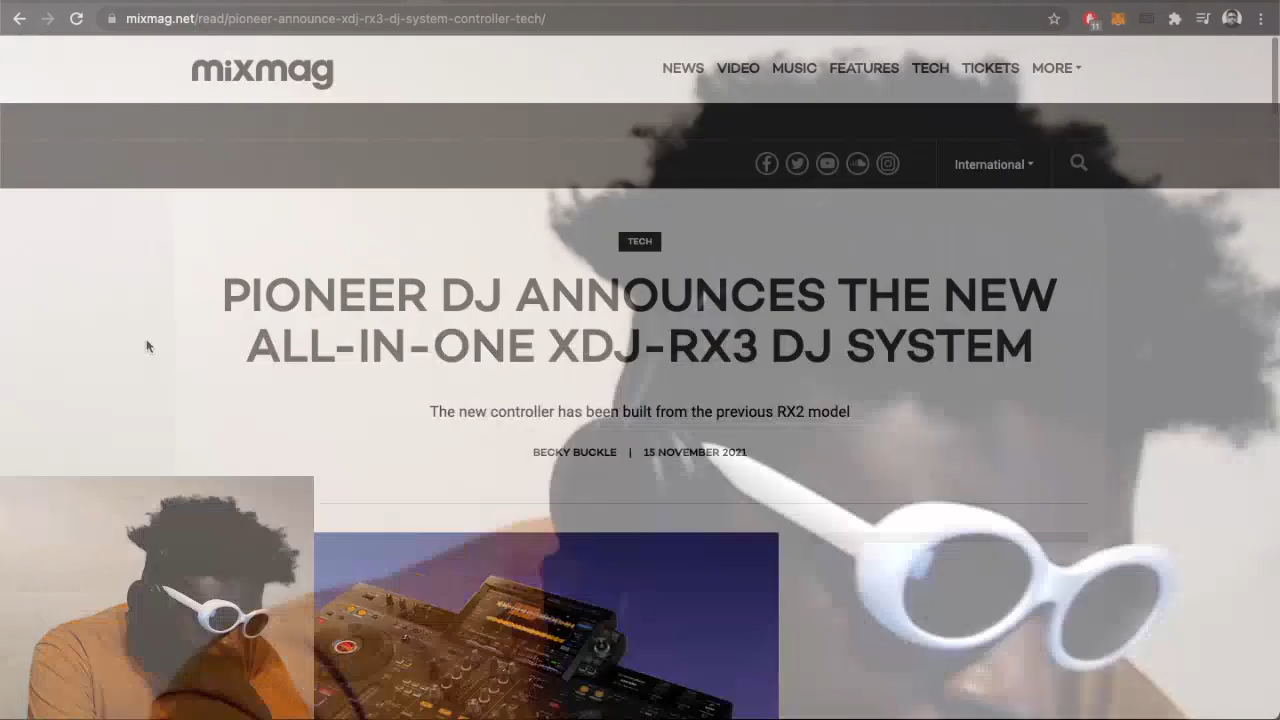 mixmag.net/read/pioneer-announce-xdj-rx3-dj-system-controller-tech/
11
mixmag
NEWS VIDEO MUSIC FEATURES TECH TICKETS MORE
International
TECH
PIONEER DJ ANNOUNCES THE NEW
ALL-IN-ONE XDJ-RX3 DJ SYSTEM
The new controller has been built from the previous RX2 model
BECKY BUCKLE | 15 NOVEMBER 2021